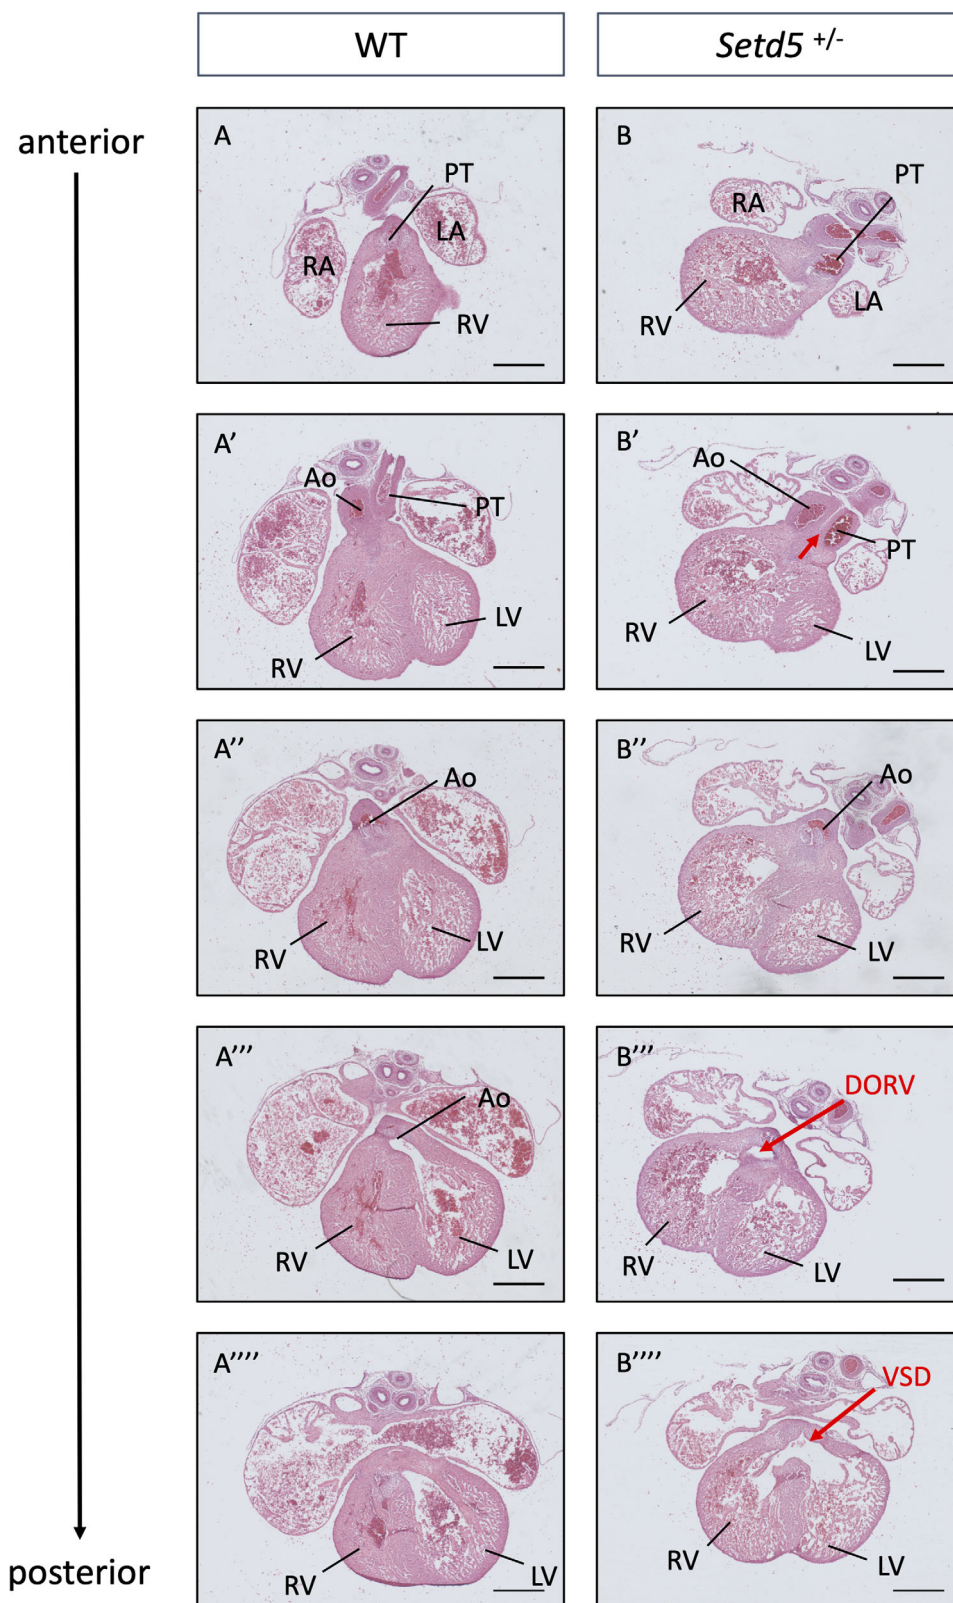 WT
Setd5 +/-
anterior
A
PT
LA
RA
RV
B
PT
RA
RV
LA
A’
Ao
PT
LV
RV
B’
Ao
PT
RV
LV
A’’
Ao
RV
LV
B’’
Ao
RV
LV
A’’’
Ao
RV
LV
B’’’
DORV
RV
LV
A’’’’
RV
LV
B’’’’
VSD
RV
LV
posterior